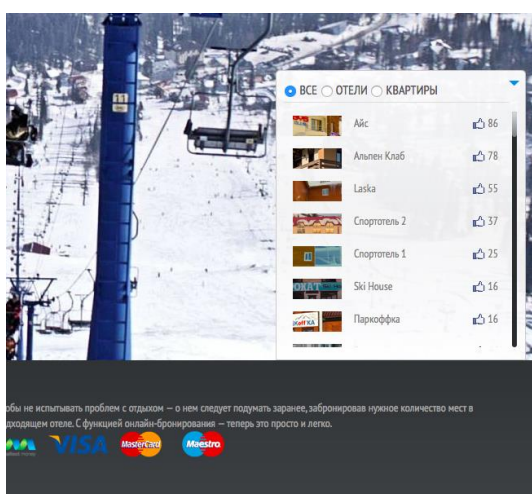 11
ВСЕ ОТЕЛИ КВАРТИРЫ
Айс 86
Альпен Клаб 78
Laska 55
Спортотель 2 37
Спортотель 1 25
Ski House 16
Паркоффка 16
обы не испытывать проблем с отдыхом — о нем следует подумать заранее, забронировав нужное количество мест в
дходящем отеле. С функцией онлайн-бронирования — теперь это просто и легко.
VISA MasterCard Maestro